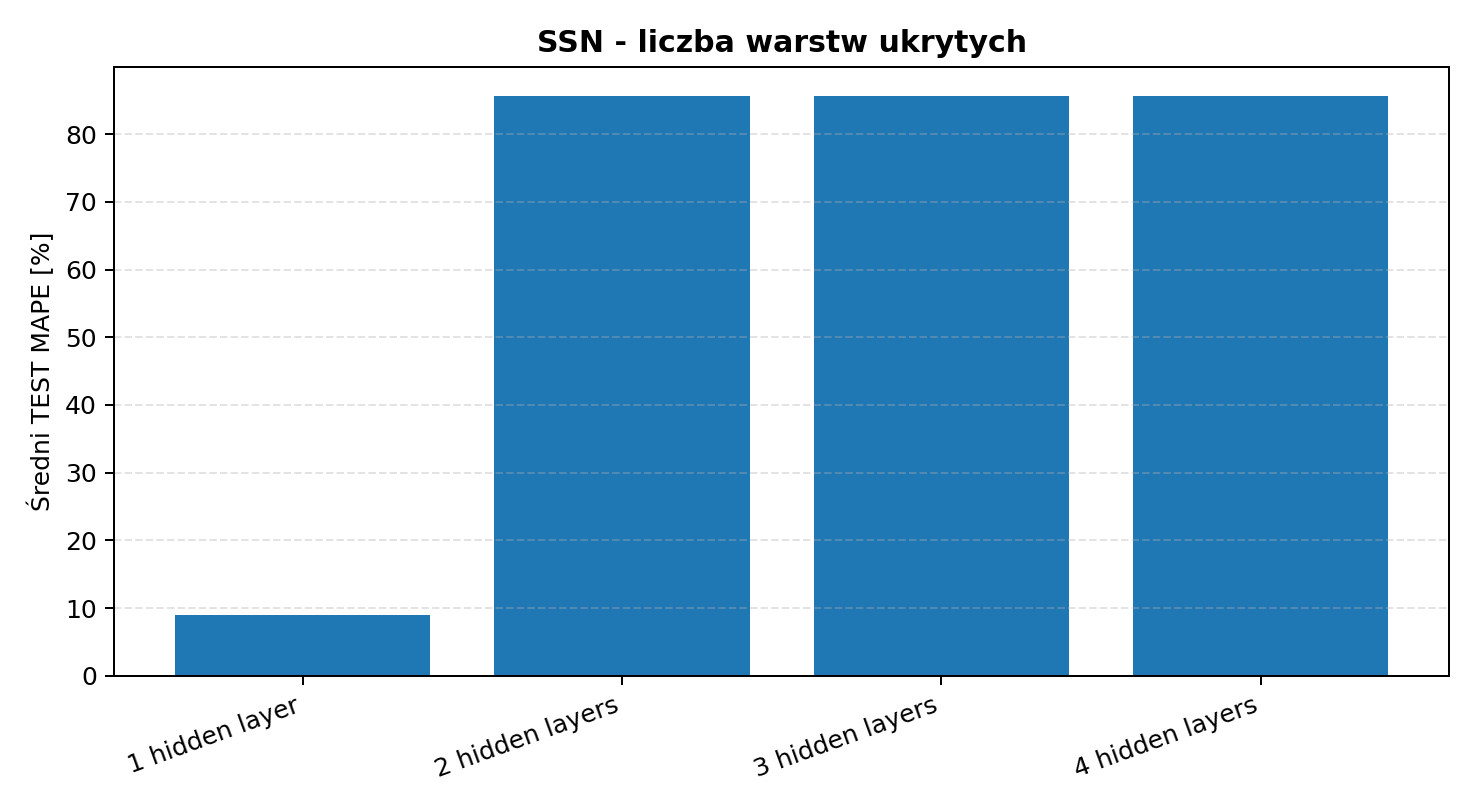 SSN - liczba warstw ukrytych
Średni TEST MAPE [%]
80
70
60
50
40
30
20
10
0
1 hidden layer
2 hidden layers
3 hidden layers
4 hidden layers